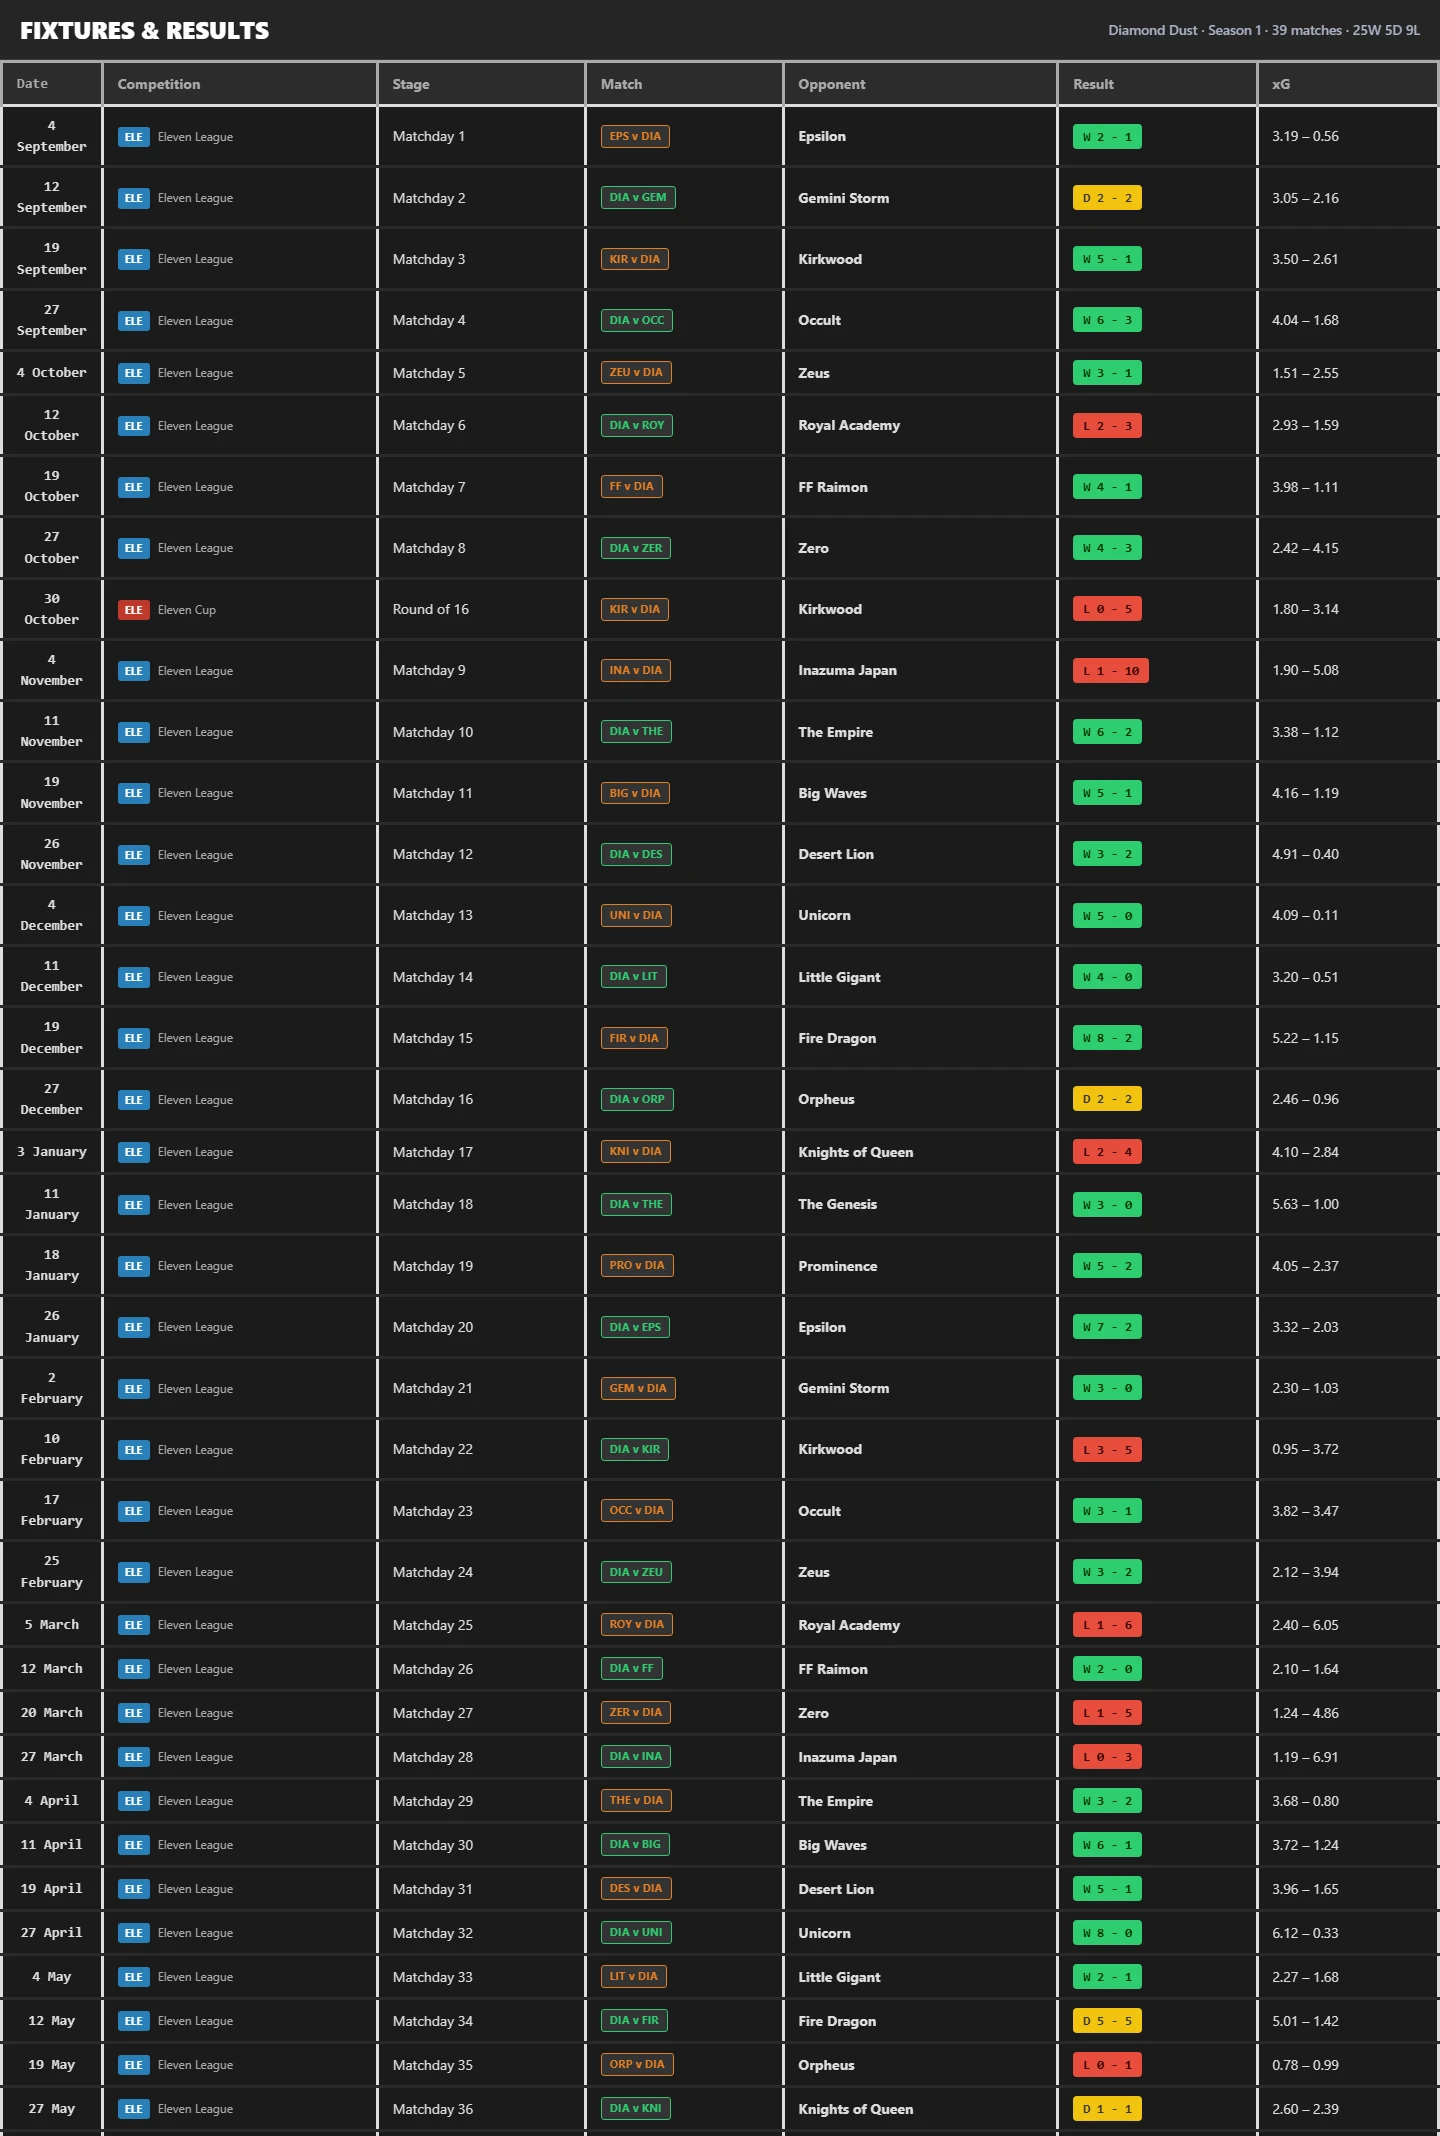 FIXTURES & RESULTS
Diamond Dust · Season 1 · 39 matches · 25W 5D 9L
Date Competition Stage Match Opponent Result xG
4 September ELE Eleven League Matchday 1 EPS v DIA Epsilon W 2 - 1 3.19 – 0.56
12 September ELE Eleven League Matchday 2 DIA v GEM Gemini Storm D 2 - 2 3.05 – 2.16
19 September ELE Eleven League Matchday 3 KIR v DIA Kirkwood W 5 - 1 3.50 – 2.61
27 September ELE Eleven League Matchday 4 DIA v OCC Occult W 6 - 3 4.04 – 1.68
4 October ELE Eleven League Matchday 5 ZEU v DIA Zeus W 3 - 1 1.51 – 2.55
12 October ELE Eleven League Matchday 6 DIA v ROY Royal Academy L 2 - 3 2.93 – 1.59
19 October ELE Eleven League Matchday 7 FF v DIA FF Raimon W 4 - 1 3.98 – 1.11
27 October ELE Eleven League Matchday 8 DIA v ZER Zero W 4 - 3 2.42 – 4.15
30 October ELE Eleven Cup Round of 16 KIR v DIA Kirkwood L 0 - 5 1.80 – 3.14
4 November ELE Eleven League Matchday 9 INA v DIA Inazuma Japan L 1 - 10 1.90 – 5.08
11 November ELE Eleven League Matchday 10 DIA v THE The Empire W 6 - 2 3.38 – 1.12
19 November ELE Eleven League Matchday 11 BIG v DIA Big Waves W 5 - 1 4.16 – 1.19
26 November ELE Eleven League Matchday 12 DIA v DES Desert Lion W 3 - 2 4.91 – 0.40
4 December ELE Eleven League Matchday 13 UNI v DIA Unicorn W 5 - 0 4.09 – 0.11
11 December ELE Eleven League Matchday 14 DIA v LIT Little Gigant W 4 - 0 3.20 – 0.51
19 December ELE Eleven League Matchday 15 FIR v DIA Fire Dragon W 8 - 2 5.22 – 1.15
27 December ELE Eleven League Matchday 16 DIA v ORP Orpheus D 2 - 2 2.46 – 0.96
3 January ELE Eleven League Matchday 17 KNI v DIA Knights of Queen L 2 - 4 4.10 – 2.84
11 January ELE Eleven League Matchday 18 DIA v THE The Genesis W 3 - 0 5.63 – 1.00
18 January ELE Eleven League Matchday 19 PRO v DIA Prominence W 5 - 2 4.05 – 2.37
26 January ELE Eleven League Matchday 20 DIA v EPS Epsilon W 7 - 2 3.32 – 2.03
2 February ELE Eleven League Matchday 21 GEM v DIA Gemini Storm W 3 - 0 2.30 – 1.03
10 February ELE Eleven League Matchday 22 DIA v KIR Kirkwood L 3 - 5 0.95 – 3.72
17 February ELE Eleven League Matchday 23 OCC v DIA Occult W 3 - 1 3.82 – 3.47
25 February ELE Eleven League Matchday 24 DIA v ZEU Zeus W 3 - 2 2.12 – 3.94
5 March ELE Eleven League Matchday 25 ROY v DIA Royal Academy L 1 - 6 2.40 – 6.05
12 March ELE Eleven League Matchday 26 DIA v FF FF Raimon W 2 - 0 2.10 – 1.64
20 March ELE Eleven League Matchday 27 ZER v DIA Zero L 1 - 5 1.24 – 4.86
27 March ELE Eleven League Matchday 28 DIA v INA Inazuma Japan L 0 - 3 1.19 – 6.91
4 April ELE Eleven League Matchday 29 THE v DIA The Empire W 3 - 2 3.68 – 0.80
11 April ELE Eleven League Matchday 30 DIA v BIG Big Waves W 6 - 1 3.72 – 1.24
19 April ELE Eleven League Matchday 31 DES v DIA Desert Lion W 5 - 1 3.96 – 1.65
27 April ELE Eleven League Matchday 32 DIA v UNI Unicorn W 8 - 0 6.12 – 0.33
4 May ELE Eleven League Matchday 33 LIT v DIA Little Gigant W 2 - 1 2.27 – 1.68
12 May ELE Eleven League Matchday 34 DIA v FIR Fire Dragon D 5 - 5 5.01 – 1.42
19 May ELE Eleven League Matchday 35 ORP v DIA Orpheus L 0 - 1 0.78 – 0.99
27 May ELE Eleven League Matchday 36 DIA v KNI Knights of Queen D 1 - 1 2.60 – 2.39